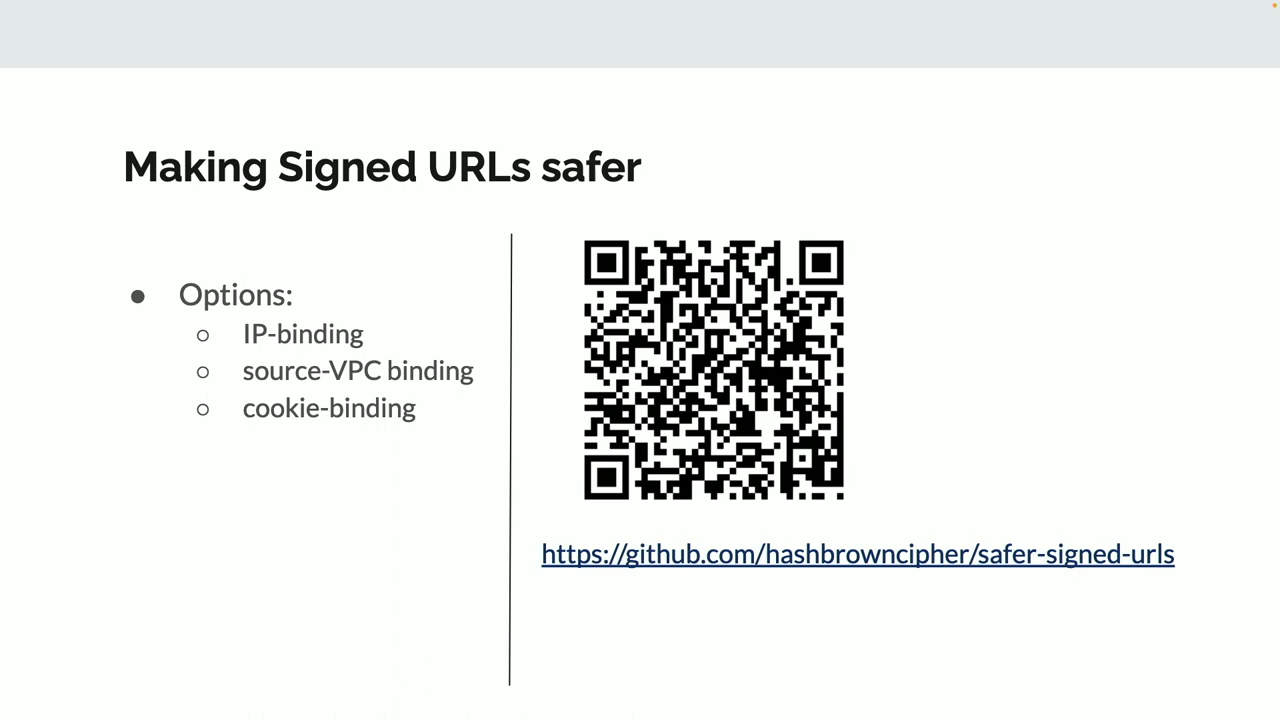 Making Signed URLs safer
● Options:
○ IP-binding
○ source-VPC binding
○ cookie-binding
https://github.com/hashbrowncipher/safer-signed-urls